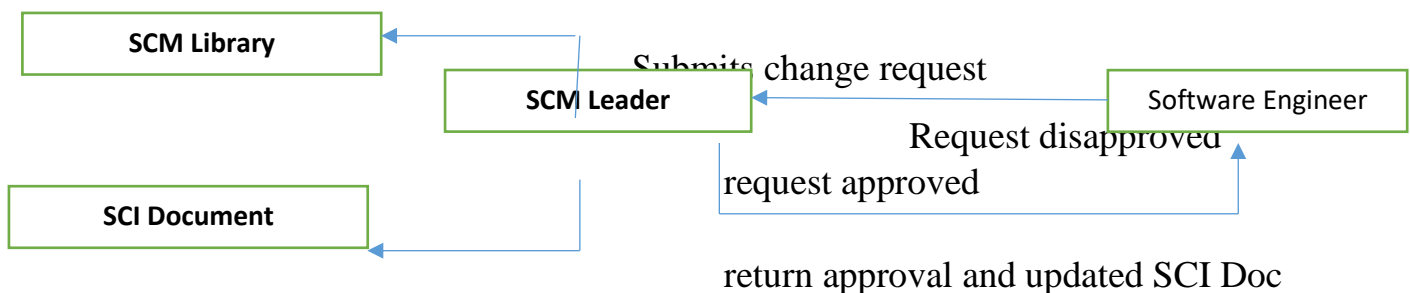 SCM Library
Submits change request
SCM Leader
Software Engineer
Request disapproved
request approved
SCI Document
return approval and updated SCI Doc